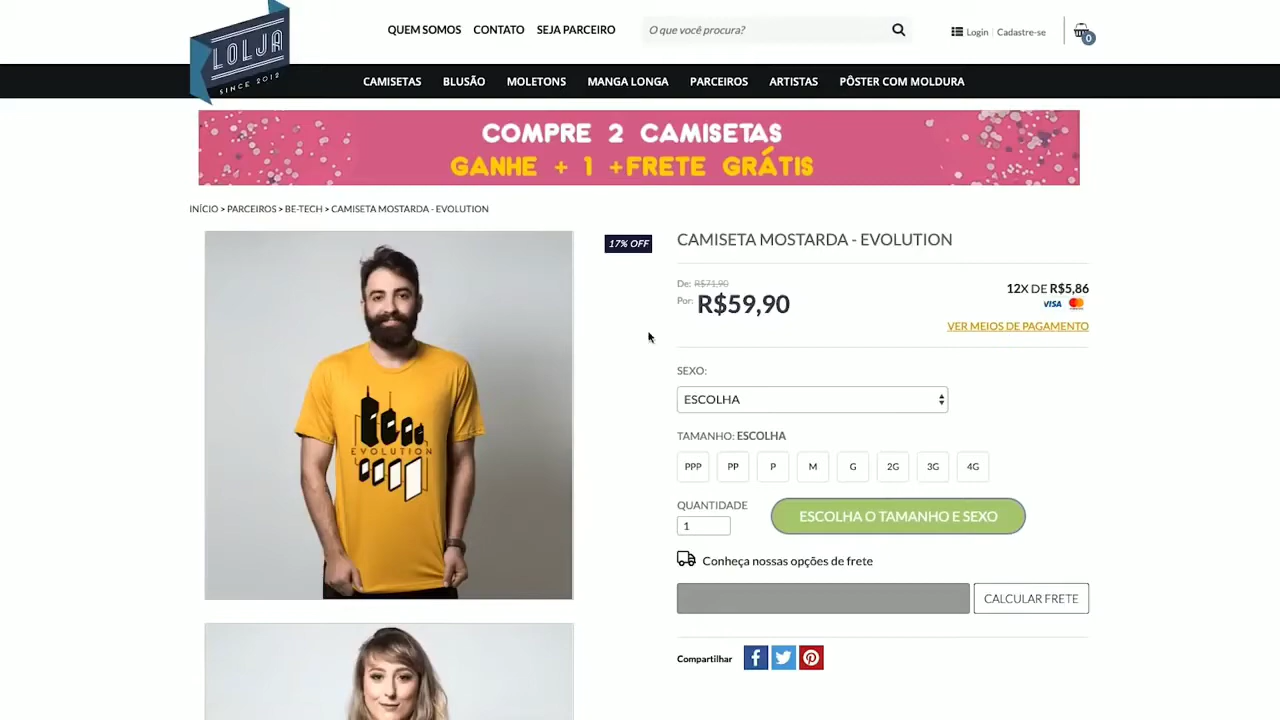 LOLJA
SINCE 2012
QUEM SOMOS CONTATO SEJA PARCEIRO
O que você procura?
Login | Cadastre-se
0
CAMISETAS BLUSÃO MOLETONS MANGA LONGA PARCEIROS ARTISTAS PÔSTER COM MOLDURA
COMPRE 2 CAMISETAS
GANHE + 1 +FRETE GRÁTIS
INÍCIO > PARCEIROS > BE-TECH > CAMISETA MOSTARDA - EVOLUTION
17% OFF
CAMISETA MOSTARDA - EVOLUTION
De: R$71,90
Por: R$59,90
12X DE R$5,86
VISA
VER MEIOS DE PAGAMENTO
SEXO:
ESCOLHA
TAMANHO: ESCOLHA
PPP PP P M G 2G 3G 4G
QUANTIDADE
1
ESCOLHA O TAMANHO E SEXO
Conheça nossas opções de frete
CALCULAR FRETE
Compartilhar
EVOLUTION